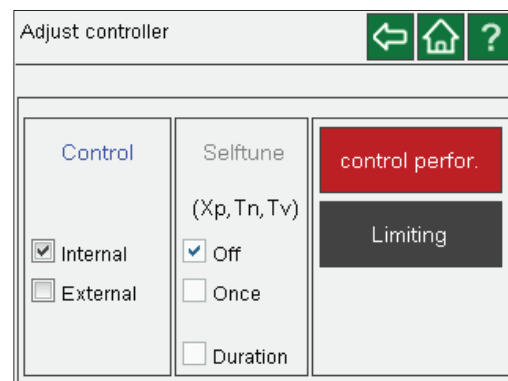 Adjust controller
?
Control
Internal
External
Selftune
(Xp, Tn, Tv)
Off
Once
Duration
control perfor.
Limiting